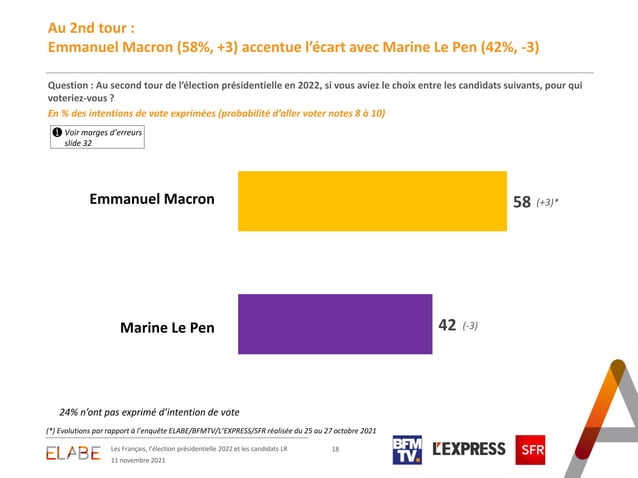 Au 2nd tour :
Emmanuel Macron (58%, +3) accentue l’écart avec Marine Le Pen (42%, -3)
Question : Au second tour de l’élection présidentielle en 2022, si vous aviez le choix entre les candidats suivants, pour qui
voteriez-vous ?
En % des intentions de vote exprimées (probabilité d’aller voter notes 8 à 10)
❶ Voir marges d’erreurs
slide 32
Emmanuel Macron
58 (+3)*
Marine Le Pen
42 (-3)
24% n’ont pas exprimé d’intention de vote
(*) Evolutions par rapport à l’enquête ELABE/BFMTV/L’EXPRESS/SFR réalisée du 25 au 27 octobre 2021
ELABE
Les Français, l’élection présidentielle 2022 et les candidats LR
11 novembre 2021
18
BFM
TV.
L’EXPRESS
SFR